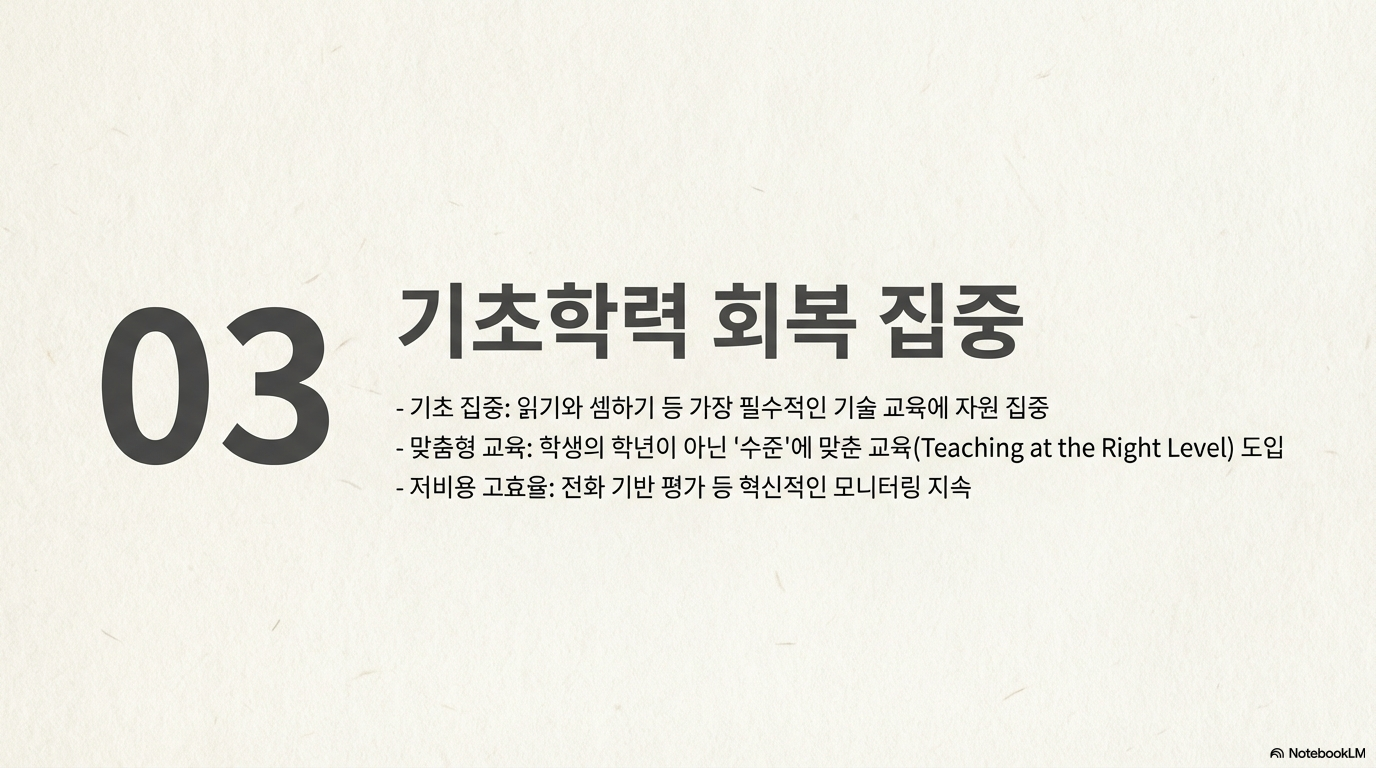 03
기초학력 회복 집중
- 기초 집중: 읽기와 셈하기 등 가장 필수적인 기술 교육에 자원 집중
- 맞춤형 교육: 학생의 학년이 아닌 '수준'에 맞춘 교육(Teaching at the Right Level) 도입
- 저비용 고효율: 전화 기반 평가 등 혁신적인 모니터링 지속
NotebookLM